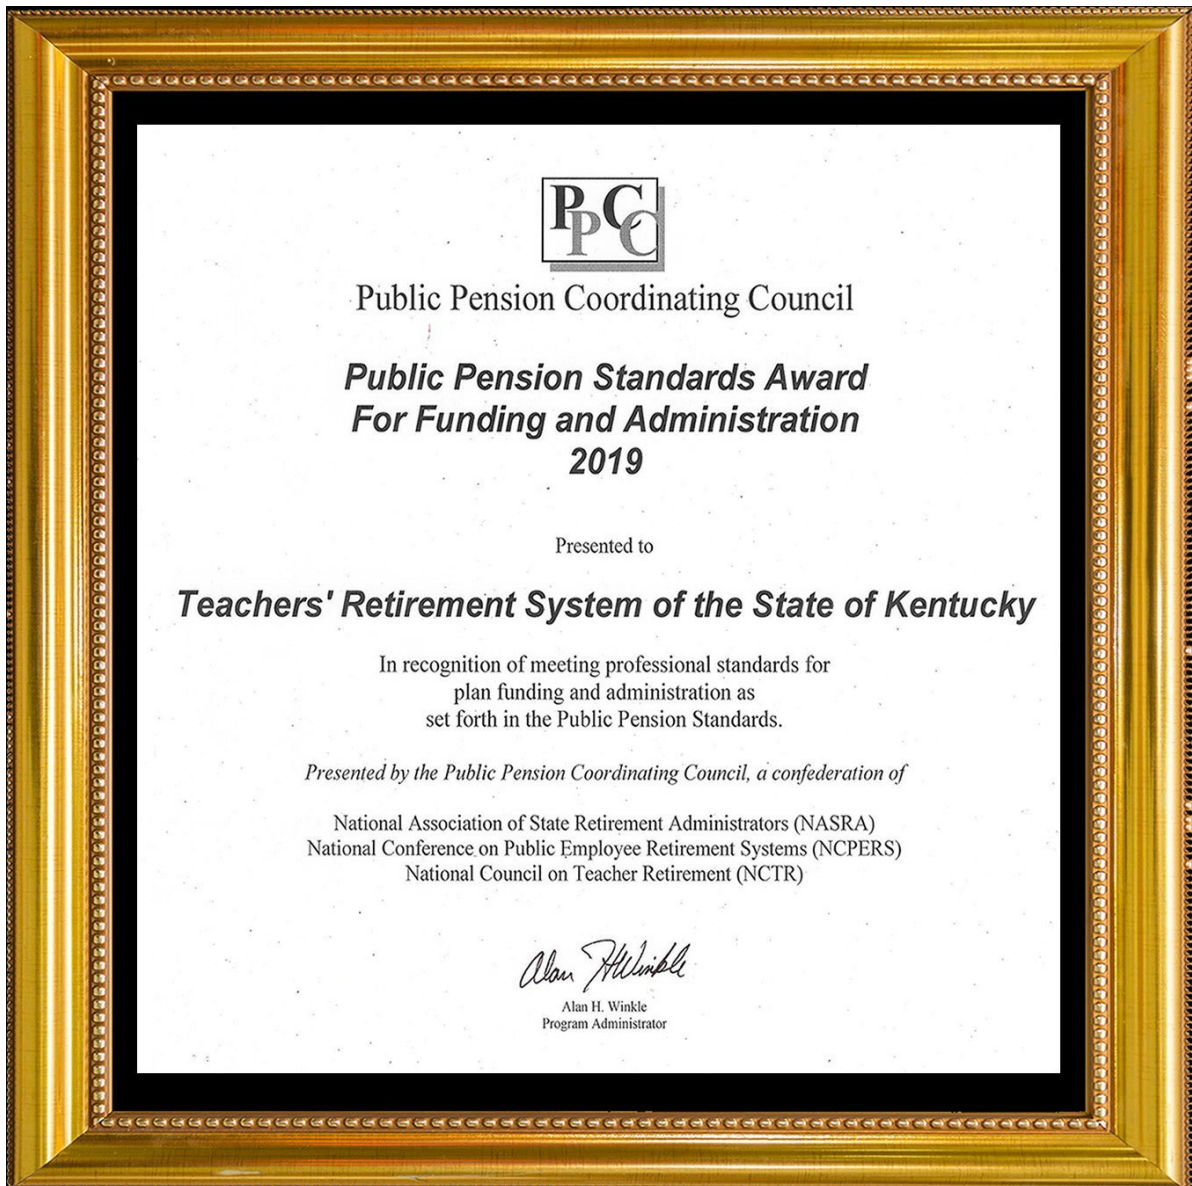 PPCC
Public Pension Coordinating Council
Public Pension Standards Award
For Funding and Administration
2019
Presented to
Teachers' Retirement System of the State of Kentucky
In recognition of meeting professional standards for
plan funding and administration as
set forth in the Public Pension Standards.
Presented by the Public Pension Coordinating Council, a confederation of
National Association of State Retirement Administrators (NASRA)
National Conference on Public Employee Retirement Systems (NCPERS)
National Council on Teacher Retirement (NCTR)
Alan H Winkle
Alan H. Winkle
Program Administrator